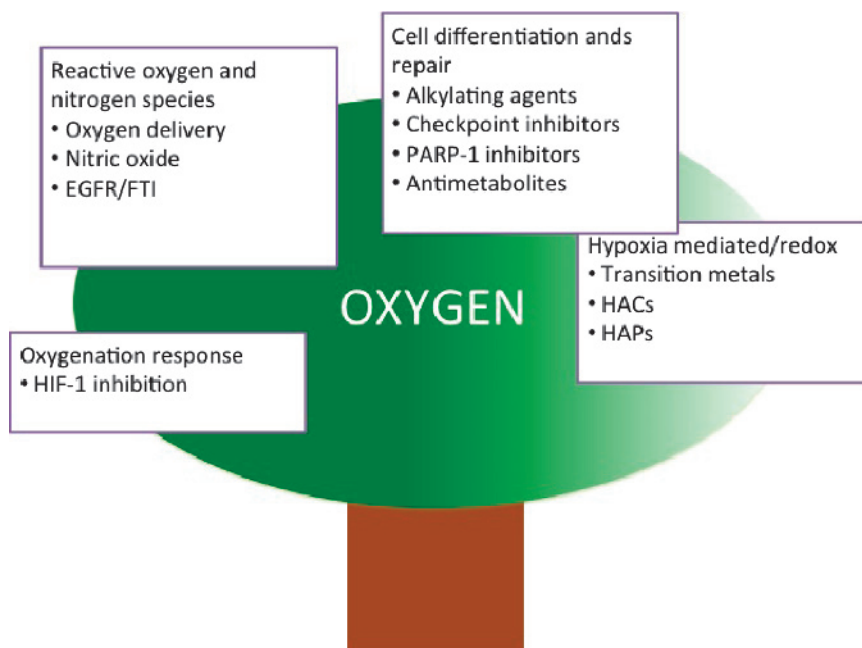 Reactive oxygen and
nitrogen species
• Oxygen delivery
• Nitric oxide
• EGFR/FTI
Cell differentiation ands
repair
• Alkylating agents
• Checkpoint inhibitors
• PARP-1 inhibitors
• Antimetabolites
Hypoxia mediated/redox
• Transition metals
• HACs
• HAPs
OXYGEN
Oxygenation response
• HIF-1 inhibition